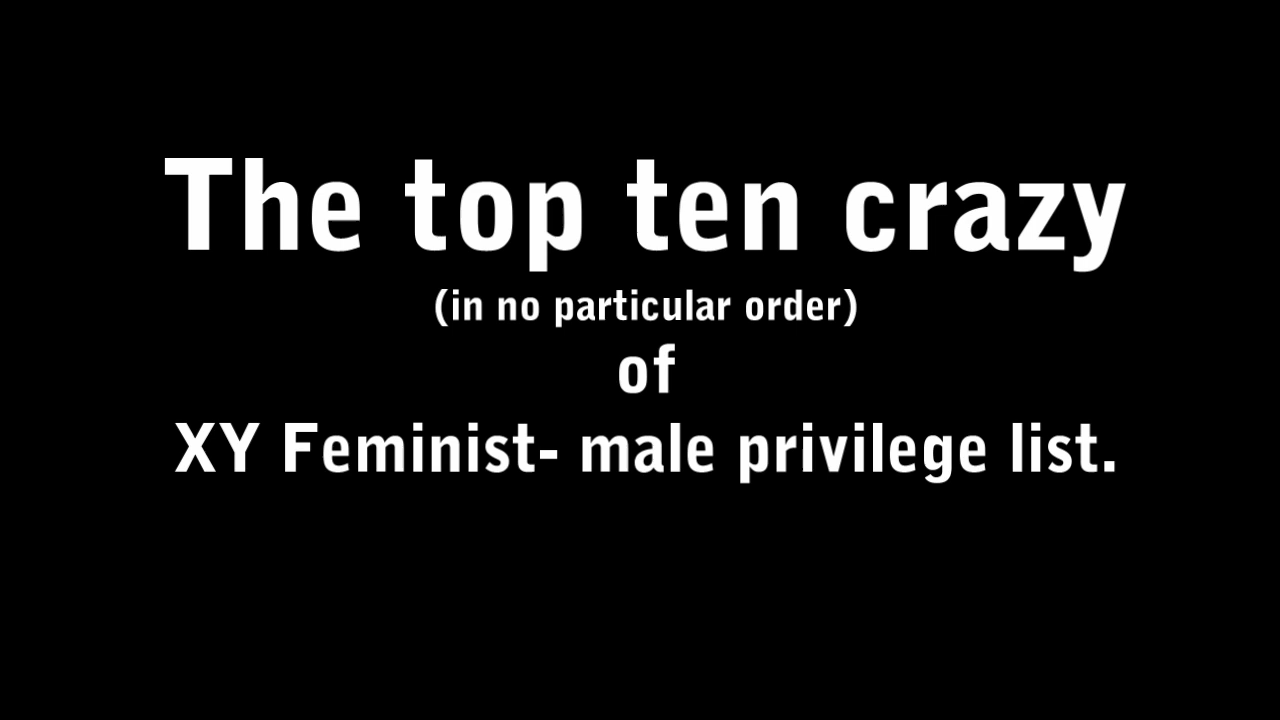 The top ten crazy
(in no particular order)
of
XY Feminist- male privilege list.